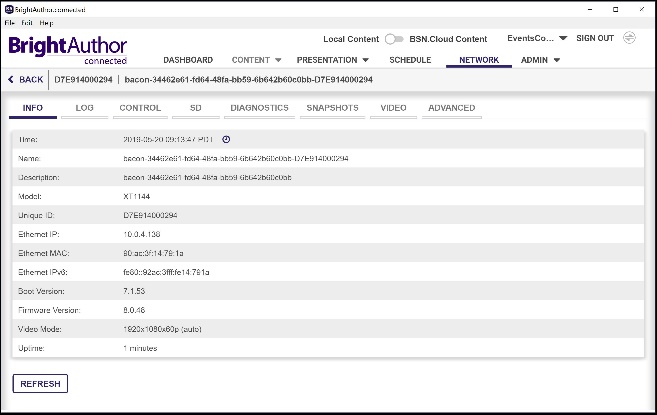 BrightAuthor:connected
File Edit Help
BrightAuthor
connected
Local Content BSN.Cloud Content EventsCo... SIGN OUT
DASHBOARD CONTENT PRESENTATION SCHEDULE NETWORK ADMIN
BACK D7E914000294 | bacon-34462e61-fd64-48fa-bb59-6b642b60c0bb-D7E914000294
INFO LOG CONTROL SD DIAGNOSTICS SNAPSHOTS VIDEO ADVANCED
Time: 2019-05-20 09:13:47 PDT
Name: bacon-34462e61-fd64-48fa-bb59-6b642b60c0bb-D7E914000294
Description: bacon-34462e61-fd64-48fa-bb59-6b642b60c0bb
Model: XT1144
Unique ID: D7E914000294
Ethernet IP: 10.0.4.138
Ethernet MAC: 90:ac:3f:14:79:1a
Ethernet IPv6: fe80::92ac:3fff:fe14:791a
Boot Version: 7.1.53
Firmware Version: 8.0.48
Video Mode: 1920x1080x60p (auto)
Uptime: 1 minutes
REFRESH